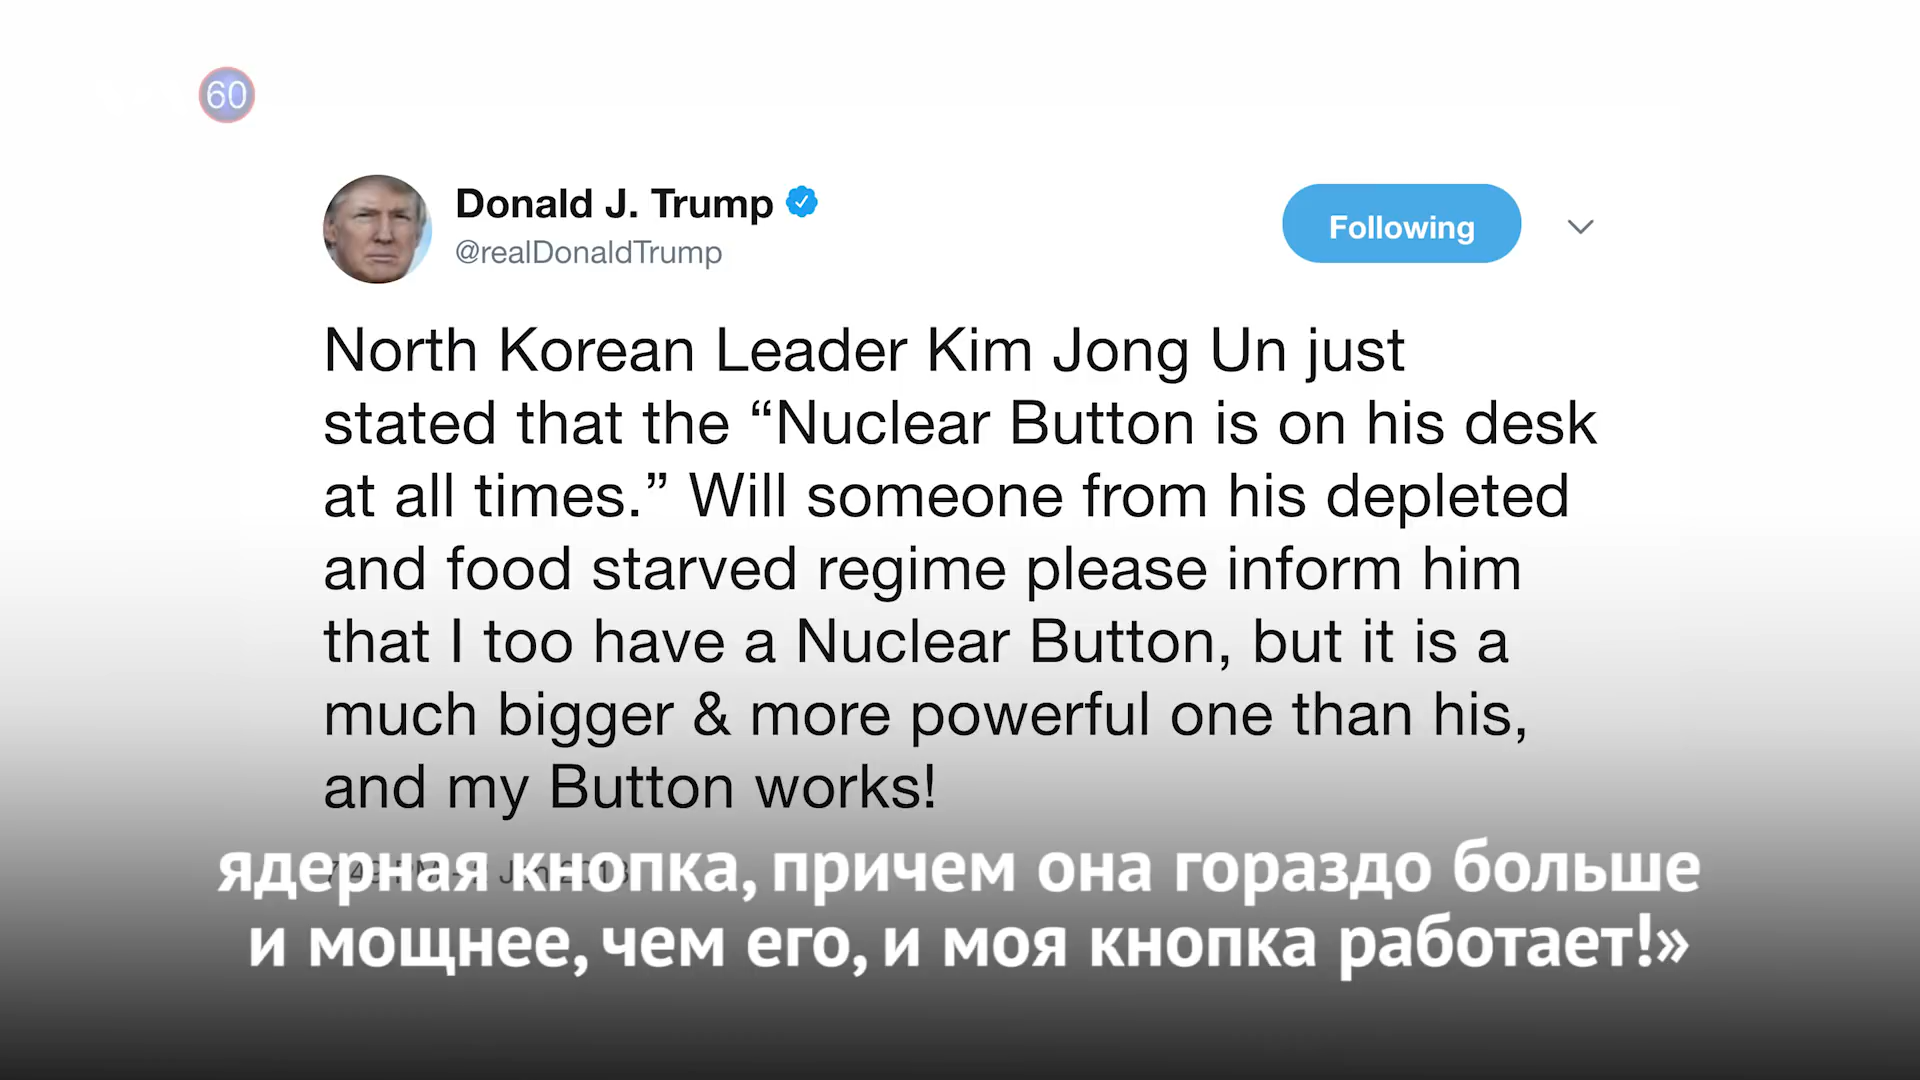 60
Donald J. Trump
@realDonaldTrump
Following
North Korean Leader Kim Jong Un just
stated that the “Nuclear Button is on his desk
at all times.” Will someone from his depleted
and food starved regime please inform him
that I too have a Nuclear Button, but it is a
much bigger & more powerful one than his,
and my Button works!
ядерная кнопка, причем она гораздо больше
и мощнее, чем его, и моя кнопка работает!»